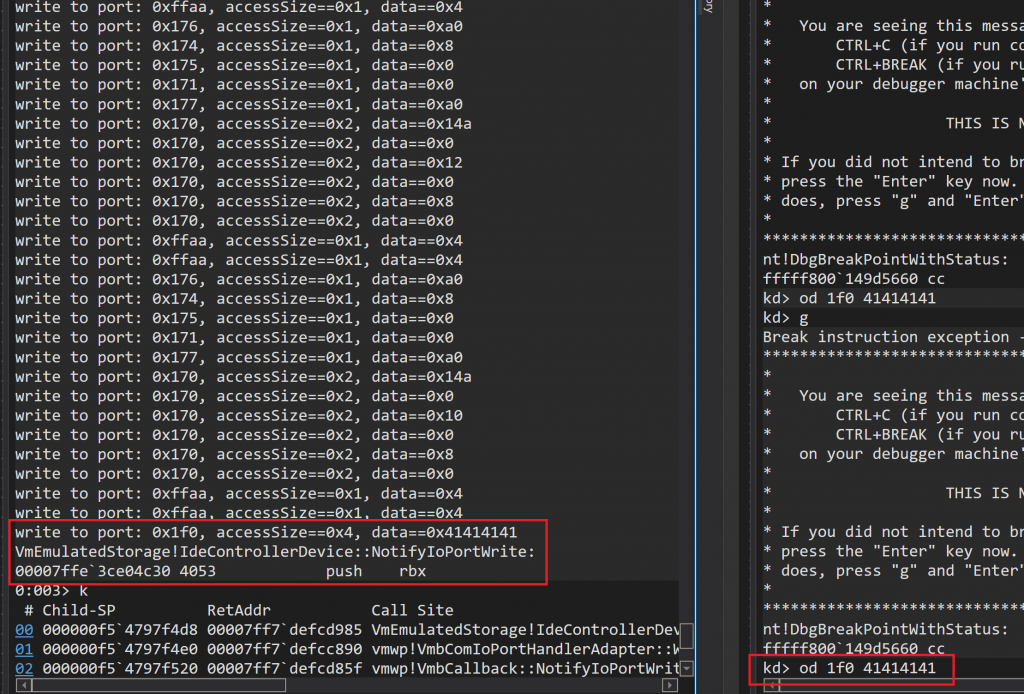 write to port: 0xffaa, accessSize==0x1, data==0x4
write to port: 0x176, accessSize==0x1, data==0xa0
write to port: 0x174, accessSize==0x1, data==0x8
write to port: 0x175, accessSize==0x1, data==0x0
write to port: 0x171, accessSize==0x1, data==0x0
write to port: 0x177, accessSize==0x1, data==0xa0
write to port: 0x170, accessSize==0x2, data==0x14a
write to port: 0x170, accessSize==0x2, data==0x0
write to port: 0x170, accessSize==0x2, data==0x12
write to port: 0x170, accessSize==0x2, data==0x0
write to port: 0x170, accessSize==0x2, data==0x8
write to port: 0x170, accessSize==0x2, data==0x0
write to port: 0xffaa, accessSize==0x1, data==0x4
write to port: 0xffaa, accessSize==0x1, data==0x4
write to port: 0x176, accessSize==0x1, data==0xa0
write to port: 0x174, accessSize==0x1, data==0x8
write to port: 0x175, accessSize==0x1, data==0x0
write to port: 0x171, accessSize==0x1, data==0x0
write to port: 0x177, accessSize==0x1, data==0xa0
write to port: 0x170, accessSize==0x2, data==0x14a
write to port: 0x170, accessSize==0x2, data==0x0
write to port: 0x170, accessSize==0x2, data==0x10
write to port: 0x170, accessSize==0x2, data==0x0
write to port: 0x170, accessSize==0x2, data==0x8
write to port: 0x170, accessSize==0x2, data==0x0
write to port: 0xffaa, accessSize==0x1, data==0x4
write to port: 0xffaa, accessSize==0x1, data==0x4
write to port: 0x1f0, accessSize==0x4, data==0x41414141
VmEmulatedStorage!IdeControllerDevice::NotifyIoPortWrite:
00007ffe`3ce04c30 4053 push rbx
0:003> k
# Child-SP RetAddr Call Site
00 000000f5`4797f4d8 00007ff7`defcd985 VmEmulatedStorage!IdeControllerDev
01 000000f5`4797f4e0 00007ff7`defcc890 vmwp!VmbComIoPortHandlerAdapter::W
02 000000f5`4797f520 00007ff7`defcd85f vmwp!VmbCallback::NotifyIoPortWrit
*
* You are seeing this messa
* CTRL+C (if you run co
* CTRL+BREAK (if you ru
* on your debugger machine'
*
* THIS IS N
*
* If you did not intend to br
* press the "Enter" key now.
* does, press "g" and "Enter"
*
******************************
nt!DbgBreakPointWithStatus:
fffff800`149d5660 cc
kd> od 1f0 41414141
kd> g
Break instruction exception -
******************************
*
* You are seeing this messa
* CTRL+C (if you run co
* CTRL+BREAK (if you ru
* on your debugger machine'
*
* THIS IS N
*
* If you did not intend to br
* press the "Enter" key now.
* does, press "g" and "Enter"
*
******************************
nt!DbgBreakPointWithStatus:
fffff800`149d5660 cc
kd> od 1f0 41414141